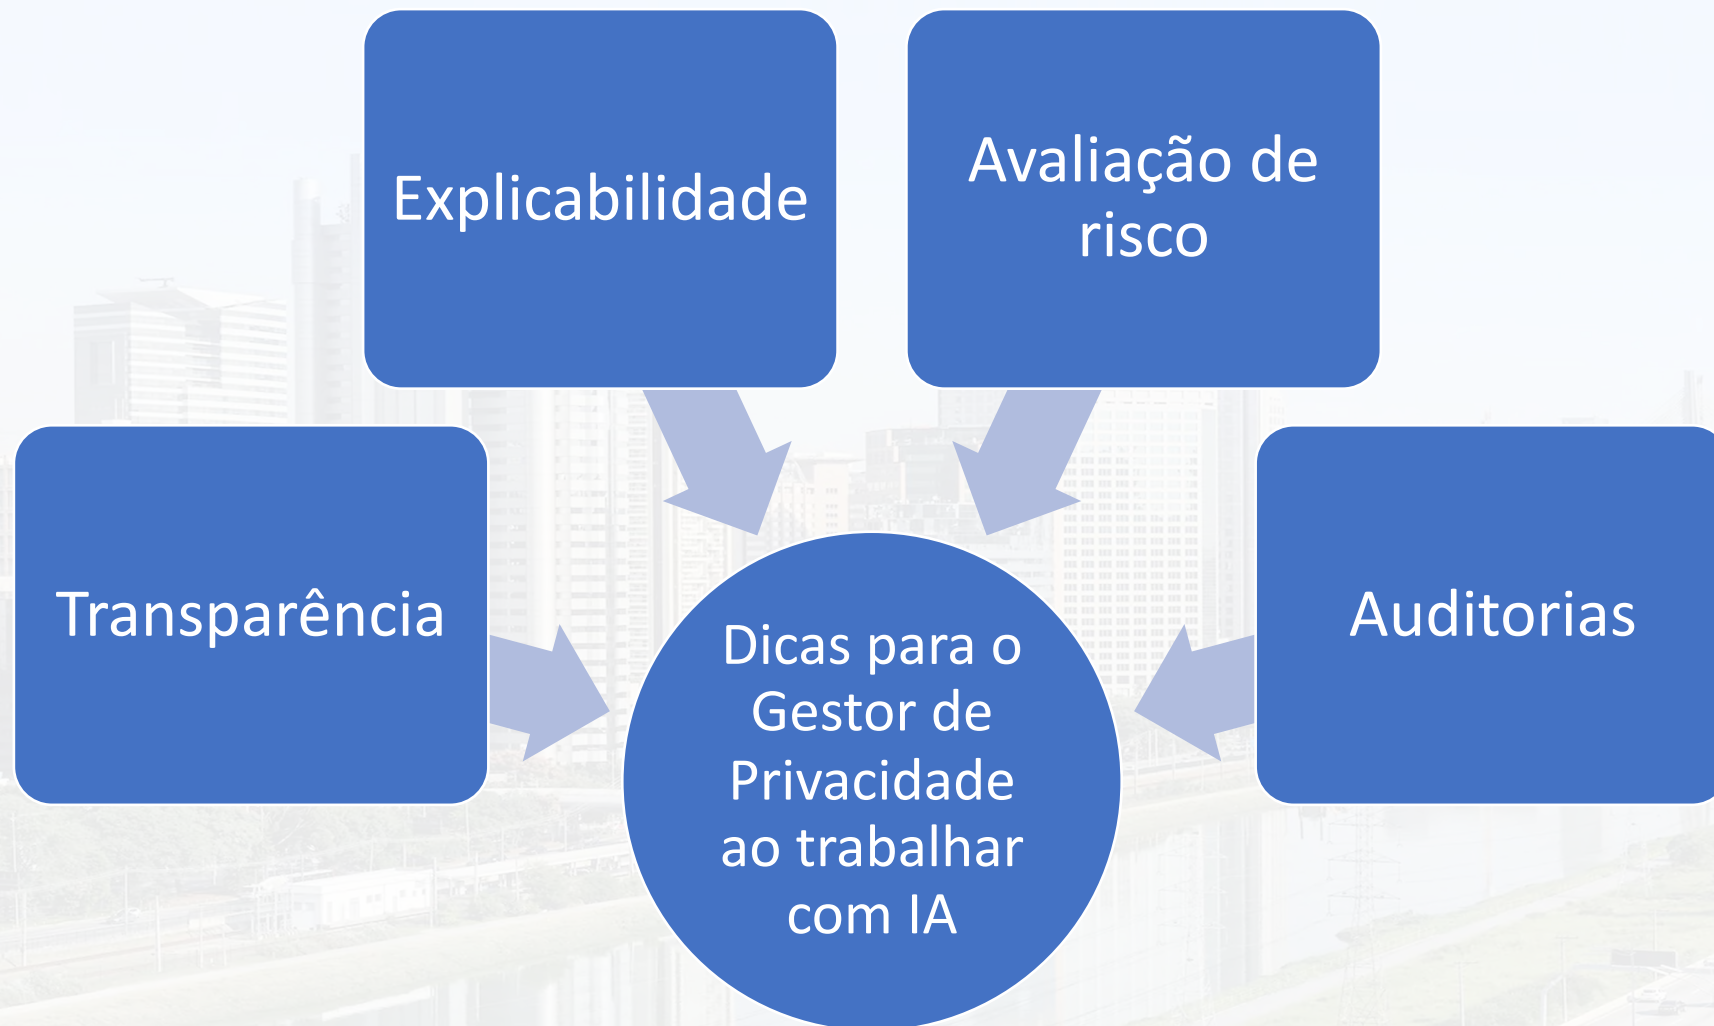 Explicabilidade
Avaliação de
risco
Transparência
Auditorias
Dicas para o
Gestor de
Privacidade
ao trabalhar
com IA